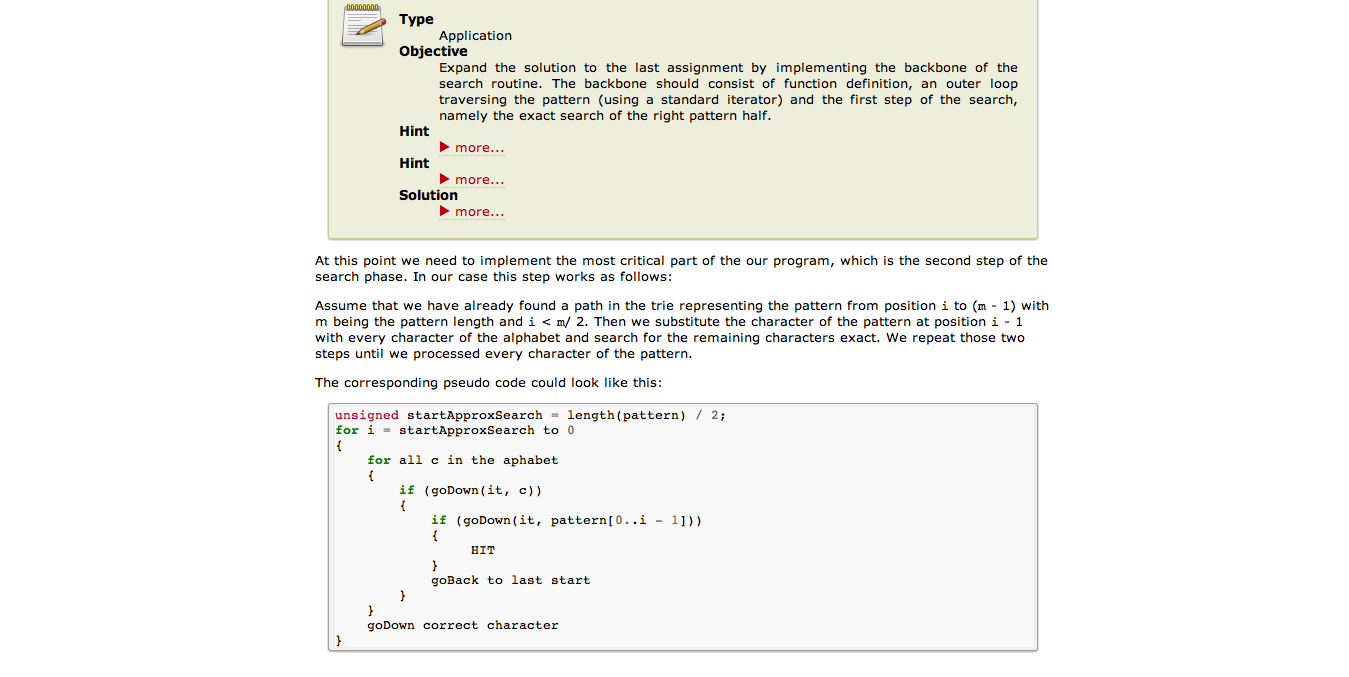 Type
Application
Objective
Expand the solution to the last assignment by implementing the backbone of the
search routine. The backbone should consist of function definition, an outer loop
traversing the pattern (using a standard iterator) and the first step of the search,
namely the exact search of the right pattern half.
Hint
more...
Hint
more...
Solution
more...
At this point we need to implement the most critical part of the our program, which is the second step of the
search phase. In our case this step works as follows:
Assume that we have already found a path in the trie representing the pattern from position i to (m - 1) with
m being the pattern length and i < m/ 2. Then we substitute the character of the pattern at position i - 1
with every character of the alphabet and search for the remaining characters exact. We repeat those two
steps until we processed every character of the pattern.
The corresponding pseudo code could look like this:
unsigned startApproxSearch = length(pattern) / 2;
for i = startApproxSearch to 0
{
    for all c in the aphabet
    {
        if (goDown(it, c))
        {
            if (goDown(it, pattern[0..i - 1]))
            {
                 HIT
            }
            goBack to last start
        }
    }
    goDown correct character
}